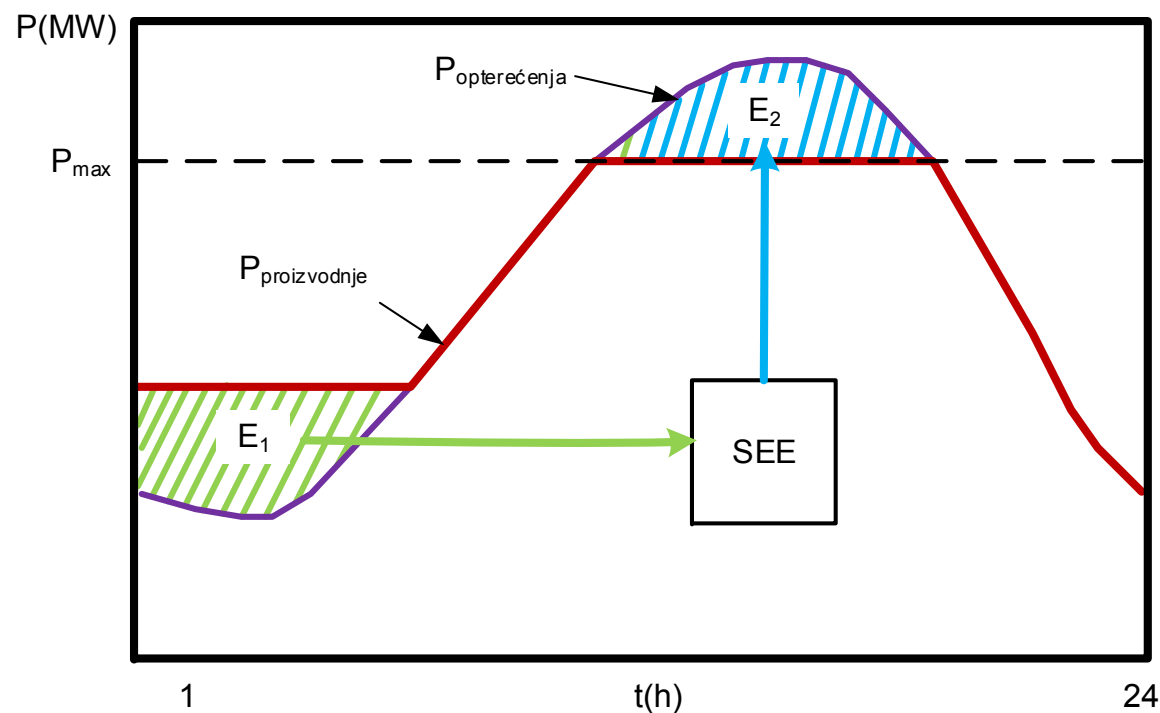 P(MW)
Popterećenja
E2
Pmax
Pproizvodnje
E1
SEE
1
t(h)
24